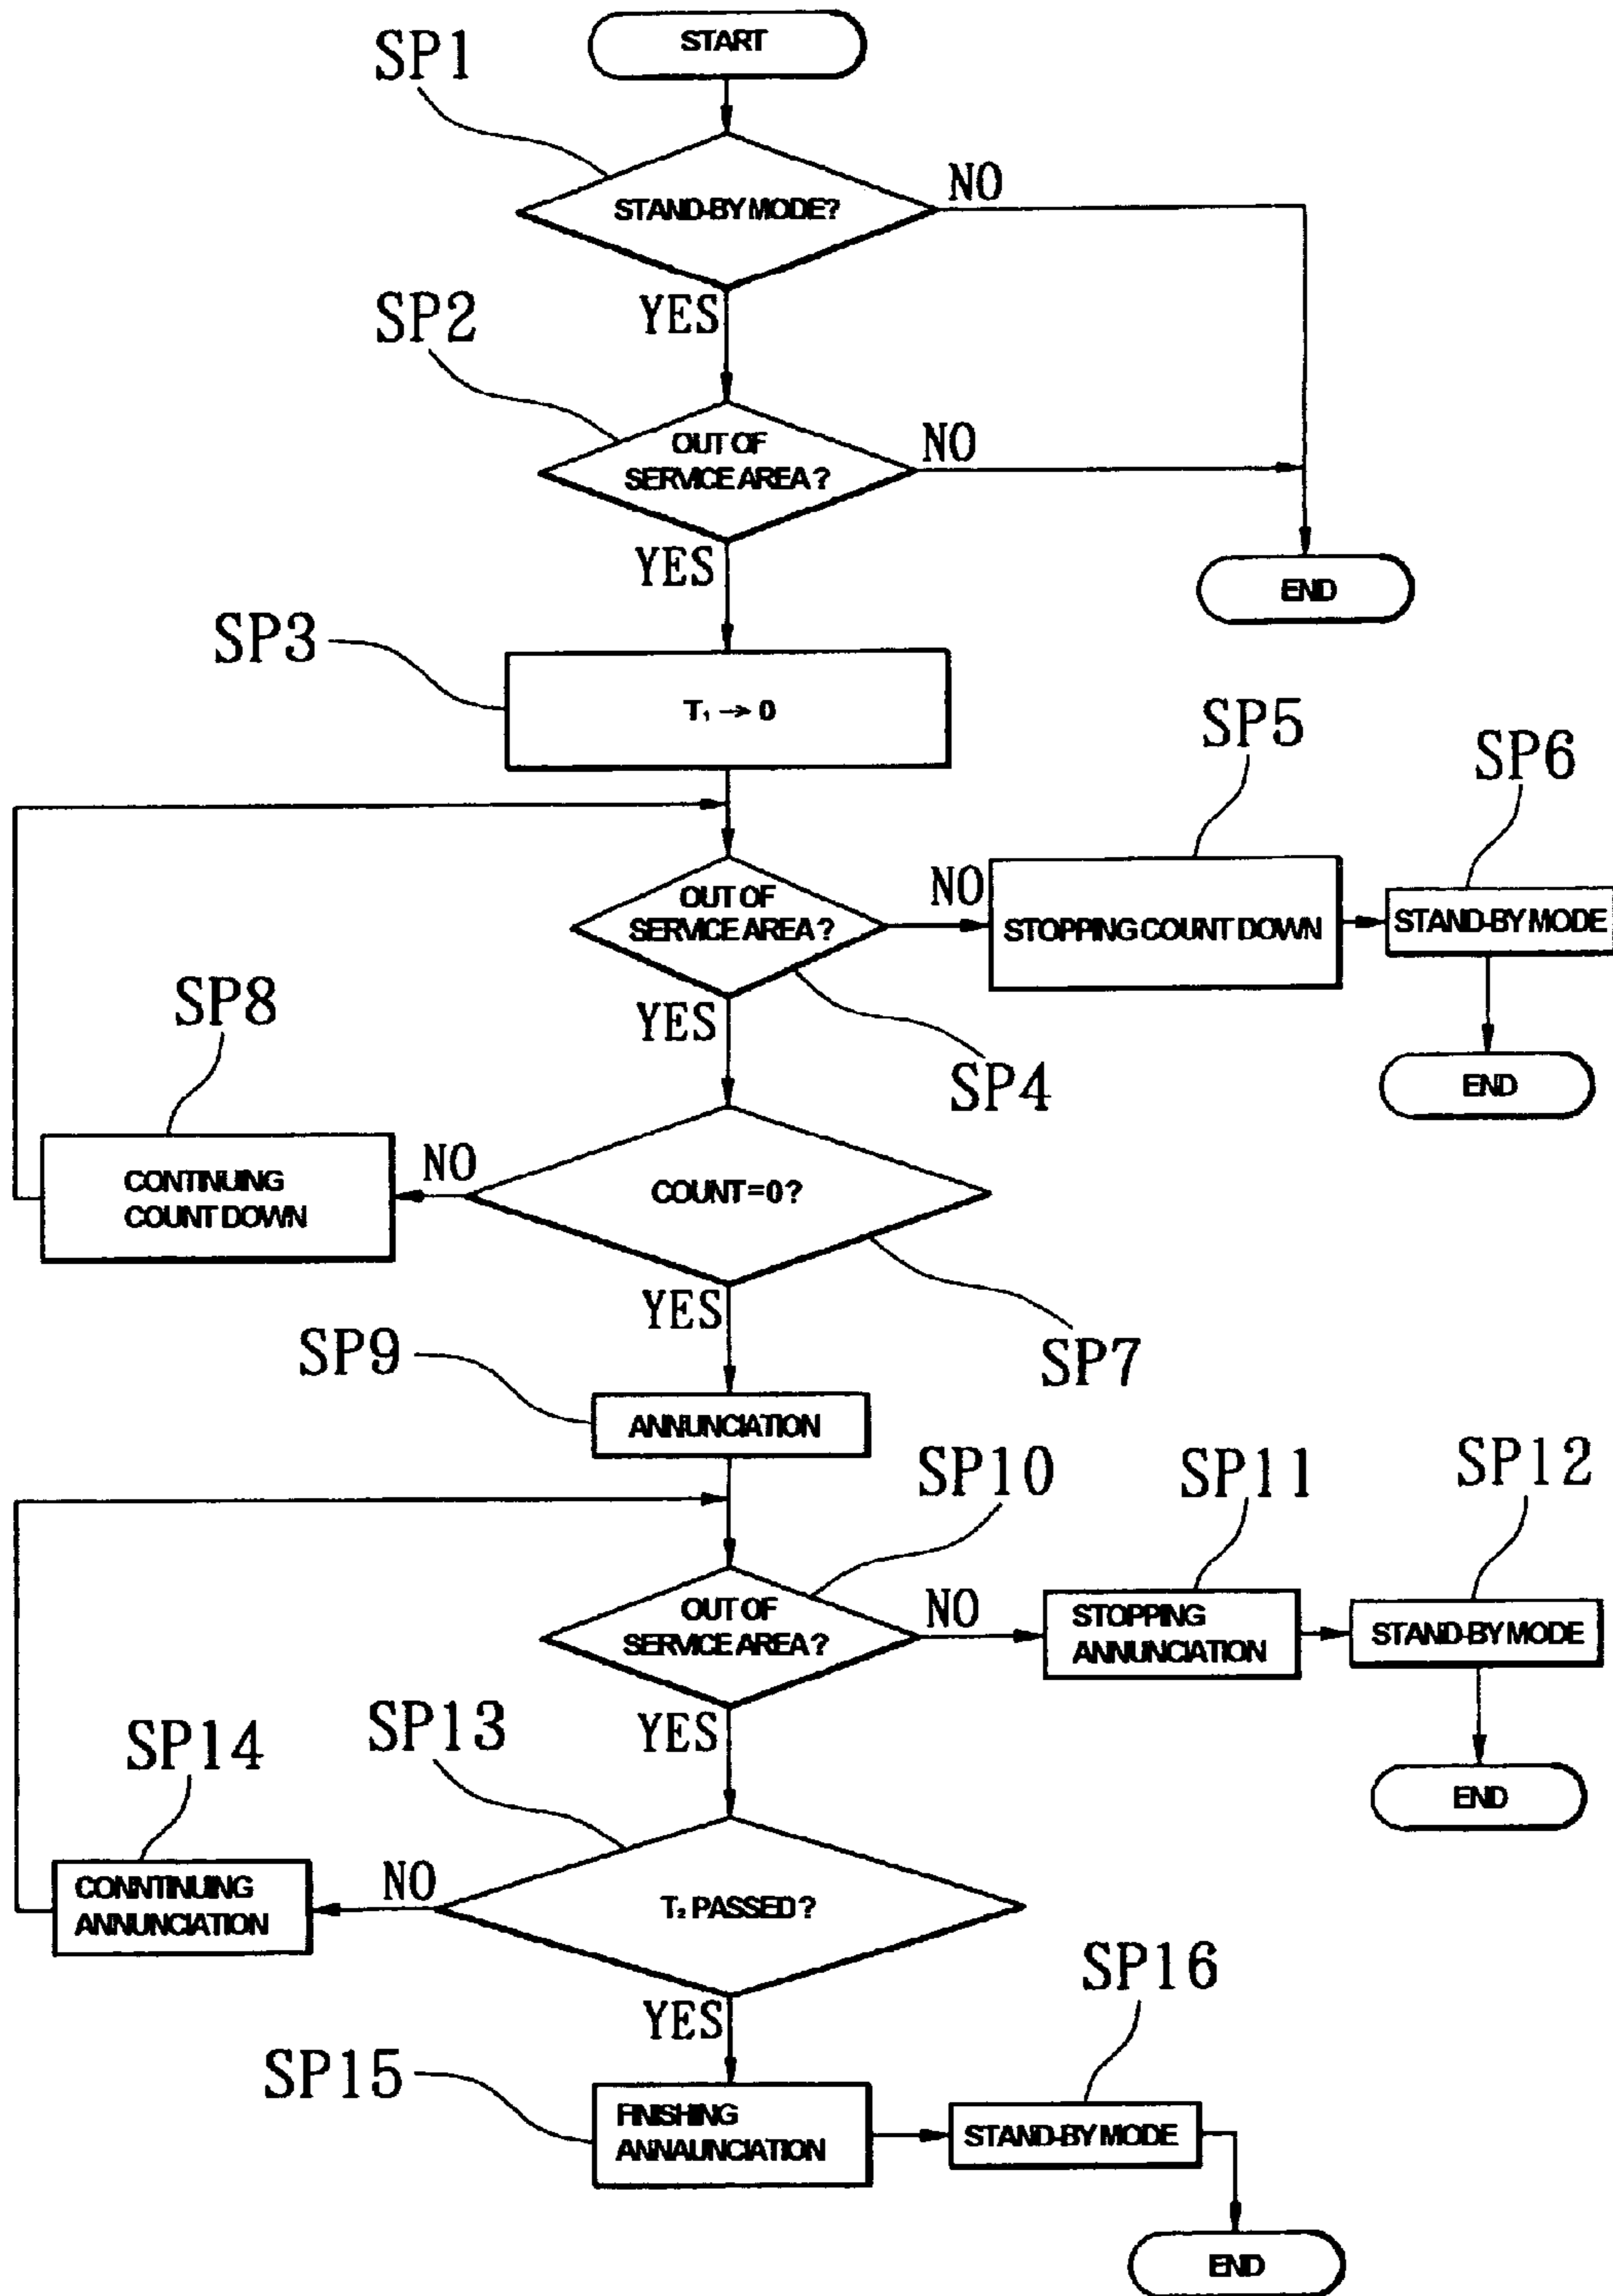 START
SP1
STAND-BY MODE?
NO
YES
SP2
OUT OF
SERVICE AREA?
NO
YES
END
SP3
T₁ → 0
SP5
SP6
OUT OF
SERVICE AREA?
NO
STOPPING COUNT DOWN
STAND-BY MODE
YES
SP4
END
SP8
CONTINUING
COUNT DOWN
NO
COUNT=0?
YES
SP7
SP9
ANNUNCIATION
SP10
SP11
SP12
OUT OF
SERVICE AREA?
NO
STOPPING
ANNUNCIATION
STAND-BY MODE
YES
END
SP13
SP14
CONNTINUING
ANNUNCIATION
NO
T₂ PASSED?
YES
SP16
SP15
FINISHING
ANNAUNCIATION
STAND-BY MODE
END